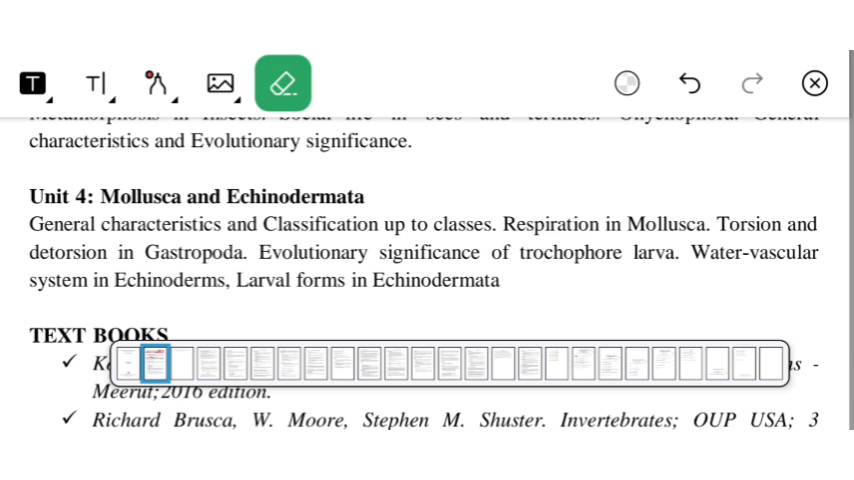 T
T
characteristics and Evolutionary significance.
Unit 4: Mollusca and Echinodermata
General characteristics and Classification up to classes. Respiration in Mollusca. Torsion and
detorsion in Gastropoda. Evolutionary significance of trochophore larva. Water-vascular
system in Echinoderms, Larval forms in Echinodermata
TEXT BOOKS
✓ -
Meerut; 2016 edition.
✓ Richard Brusca, W. Moore, Stephen M. Shuster. Invertebrates; OUP USA; 3